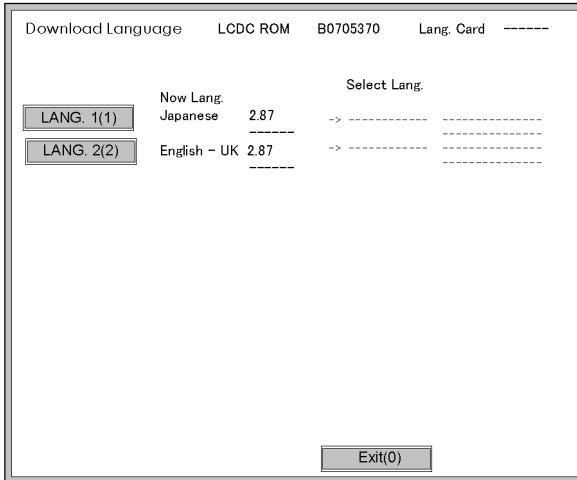 Download Language LCDC ROM B0705370 Lang. Card ------
Select Lang.
Now Lang.
LANG. 1(1) Japanese 2.87 -> ----------- --------------
------ --------------
LANG. 2(2) English - UK 2.87 -> ----------- --------------
------ --------------
Exit(0)